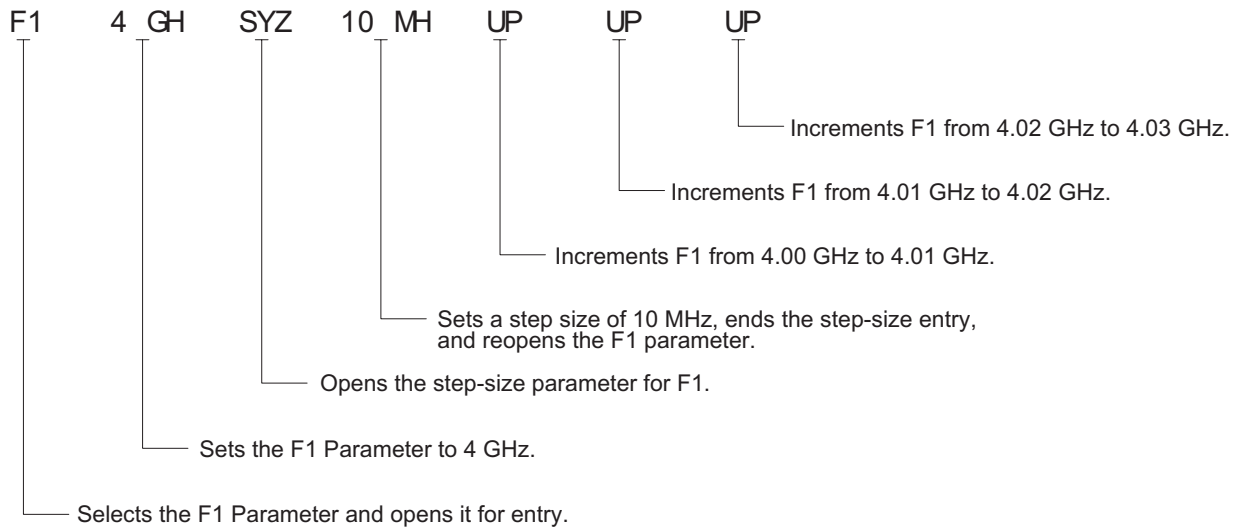 F1 4 GH SYZ 10 MH UP UP UP
Increments F1 from 4.02 GHz to 4.03 GHz.
Increments F1 from 4.01 GHz to 4.02 GHz.
Increments F1 from 4.00 GHz to 4.01 GHz.
Sets a step size of 10 MHz, ends the step-size entry,
and reopens the F1 parameter.
Opens the step-size parameter for F1.
Sets the F1 Parameter to 4 GHz.
Selects the F1 Parameter and opens it for entry.